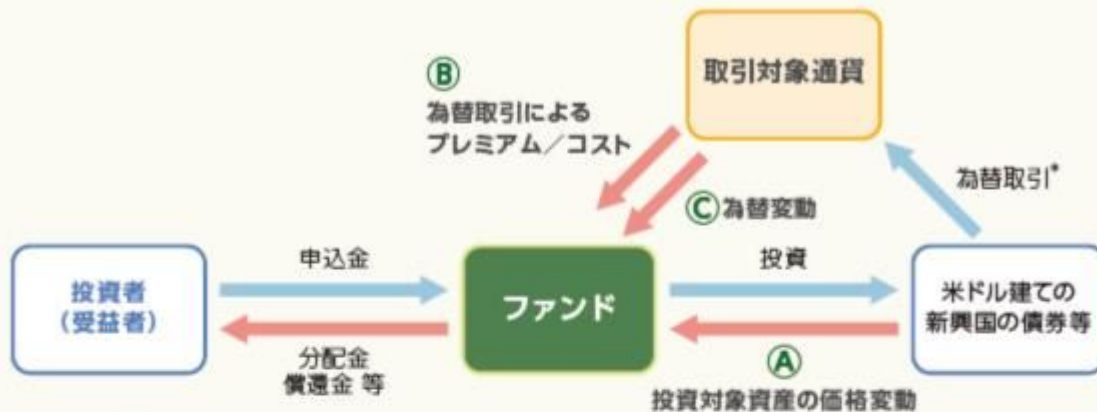 取引対象通貨
Ⓑ
為替取引による
プレミアム／コスト
為替取引*
Ⓒ為替変動
投資者
（受益者）
申込金
ファンド
投資
米ドル建ての
新興国の債券等
分配金
償還金 等
Ⓐ
投資対象資産の価格変動